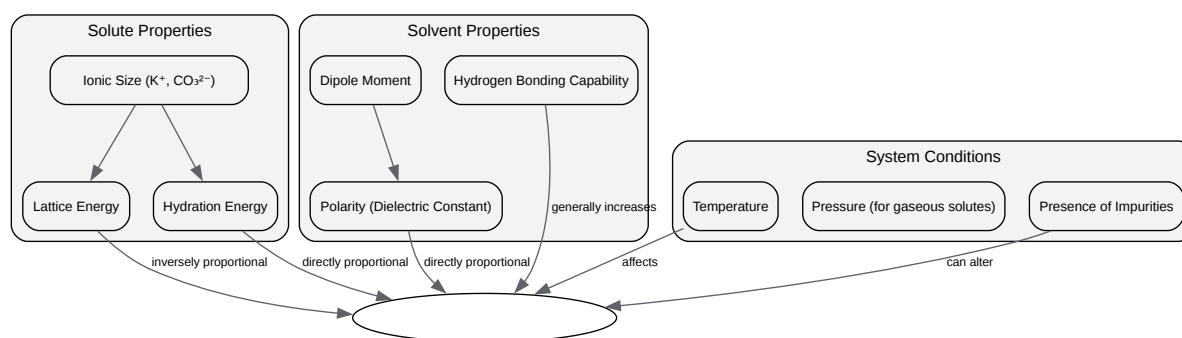 Solute Properties
Ionic Size (K⁺, CO₃²⁻)
Lattice Energy
Hydration Energy
Solvent Properties
Dipole Moment
Hydrogen Bonding Capability
Polarity (Dielectric Constant)
System Conditions
Temperature
Pressure (for gaseous solutes)
Presence of Impurities
generally increases
inversely proportional
directly proportional
directly proportional
affects
can alter